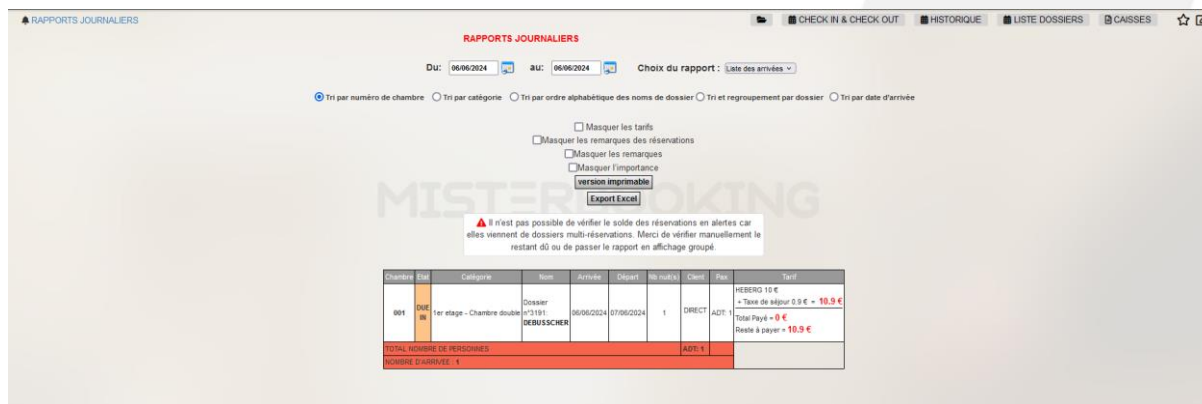 RAPPORTS JOURNALIERS
CHECK IN & CHECK OUT HISTORIQUE LISTE DOSSIERS CAISSES
RAPPORTS JOURNALIERS
Du: 06/06/2024 au: 06/06/2024 Choix du rapport : Liste des arrivées
Tri par numéro de chambre Tri par catégorie Tri par ordre alphabétique des noms de dossier Tri et regroupement par dossier Tri par date d'arrivée
Masquer les tarifs
Masquer les remarques des réservations
Masquer les remarques
Masquer l'importance
version imprimable
Export Excel
MISTERBOOKING
Il n'est pas possible de vérifier le solde des réservations en alertes car
elles viennent de dossiers multi-réservations. Merci de vérifier manuellement le
restant dû ou de passer le rapport en affichage groupé.
Chambre Etat Catégorie Nom Arrivée Départ Nb nuit(s) Client Pax Tarif
001 DUE IN 1er etage - Chambre double Dossier n°3191: DEBUSSCHER 06/06/2024 07/06/2024 1 DIRECT ADT: 1
HEBERG 10 €
+ Taxe de séjour 0.9 € = 10.9 €
Total Payé = 0 €
Reste à payer = 10.9 €
TOTAL NOMBRE DE PERSONNES ADT: 1
NOMBRE D'ARRIVEE : 1